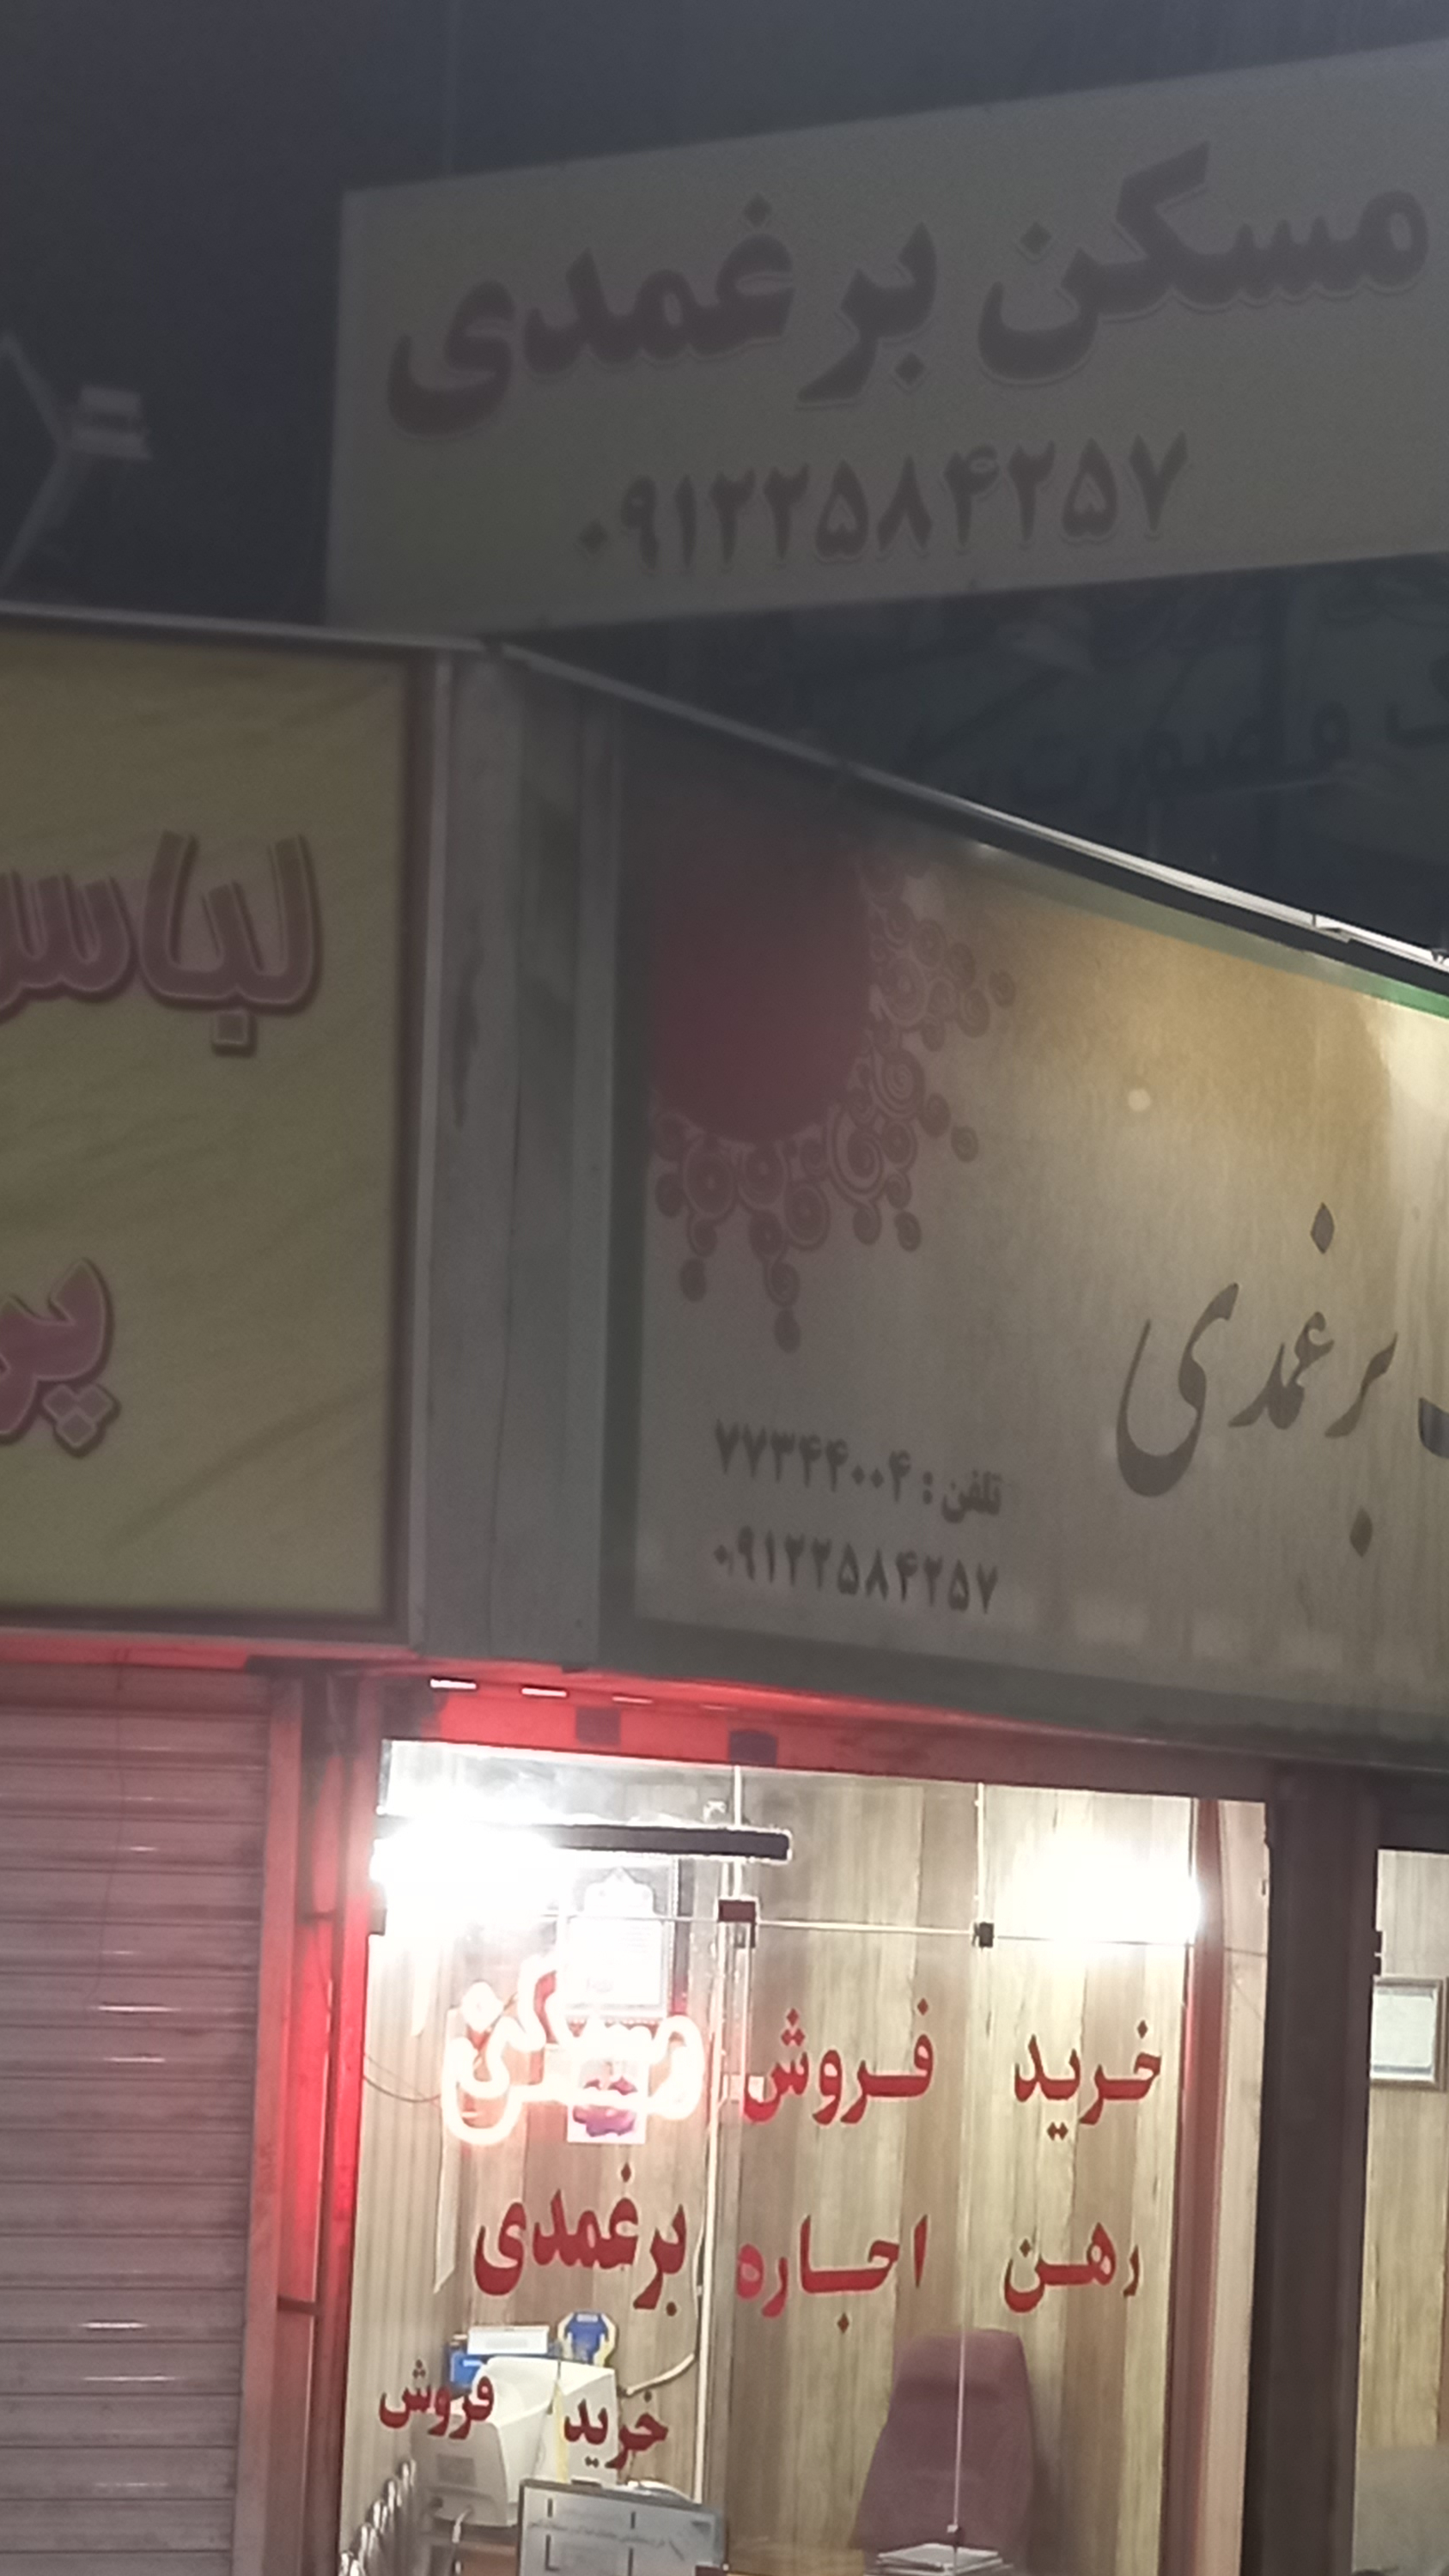 مسکن برغمدی
۰۹۱۲۲۵۸۴۲۵۷
لباس
برغمدی
تلفن : ۷۷۳۴۴۰۰۴
۰۹۱۲۲۵۸۴۲۵۷
خرید فروش
مسکن
رهن اجاره
برغمدی
خرید فروش